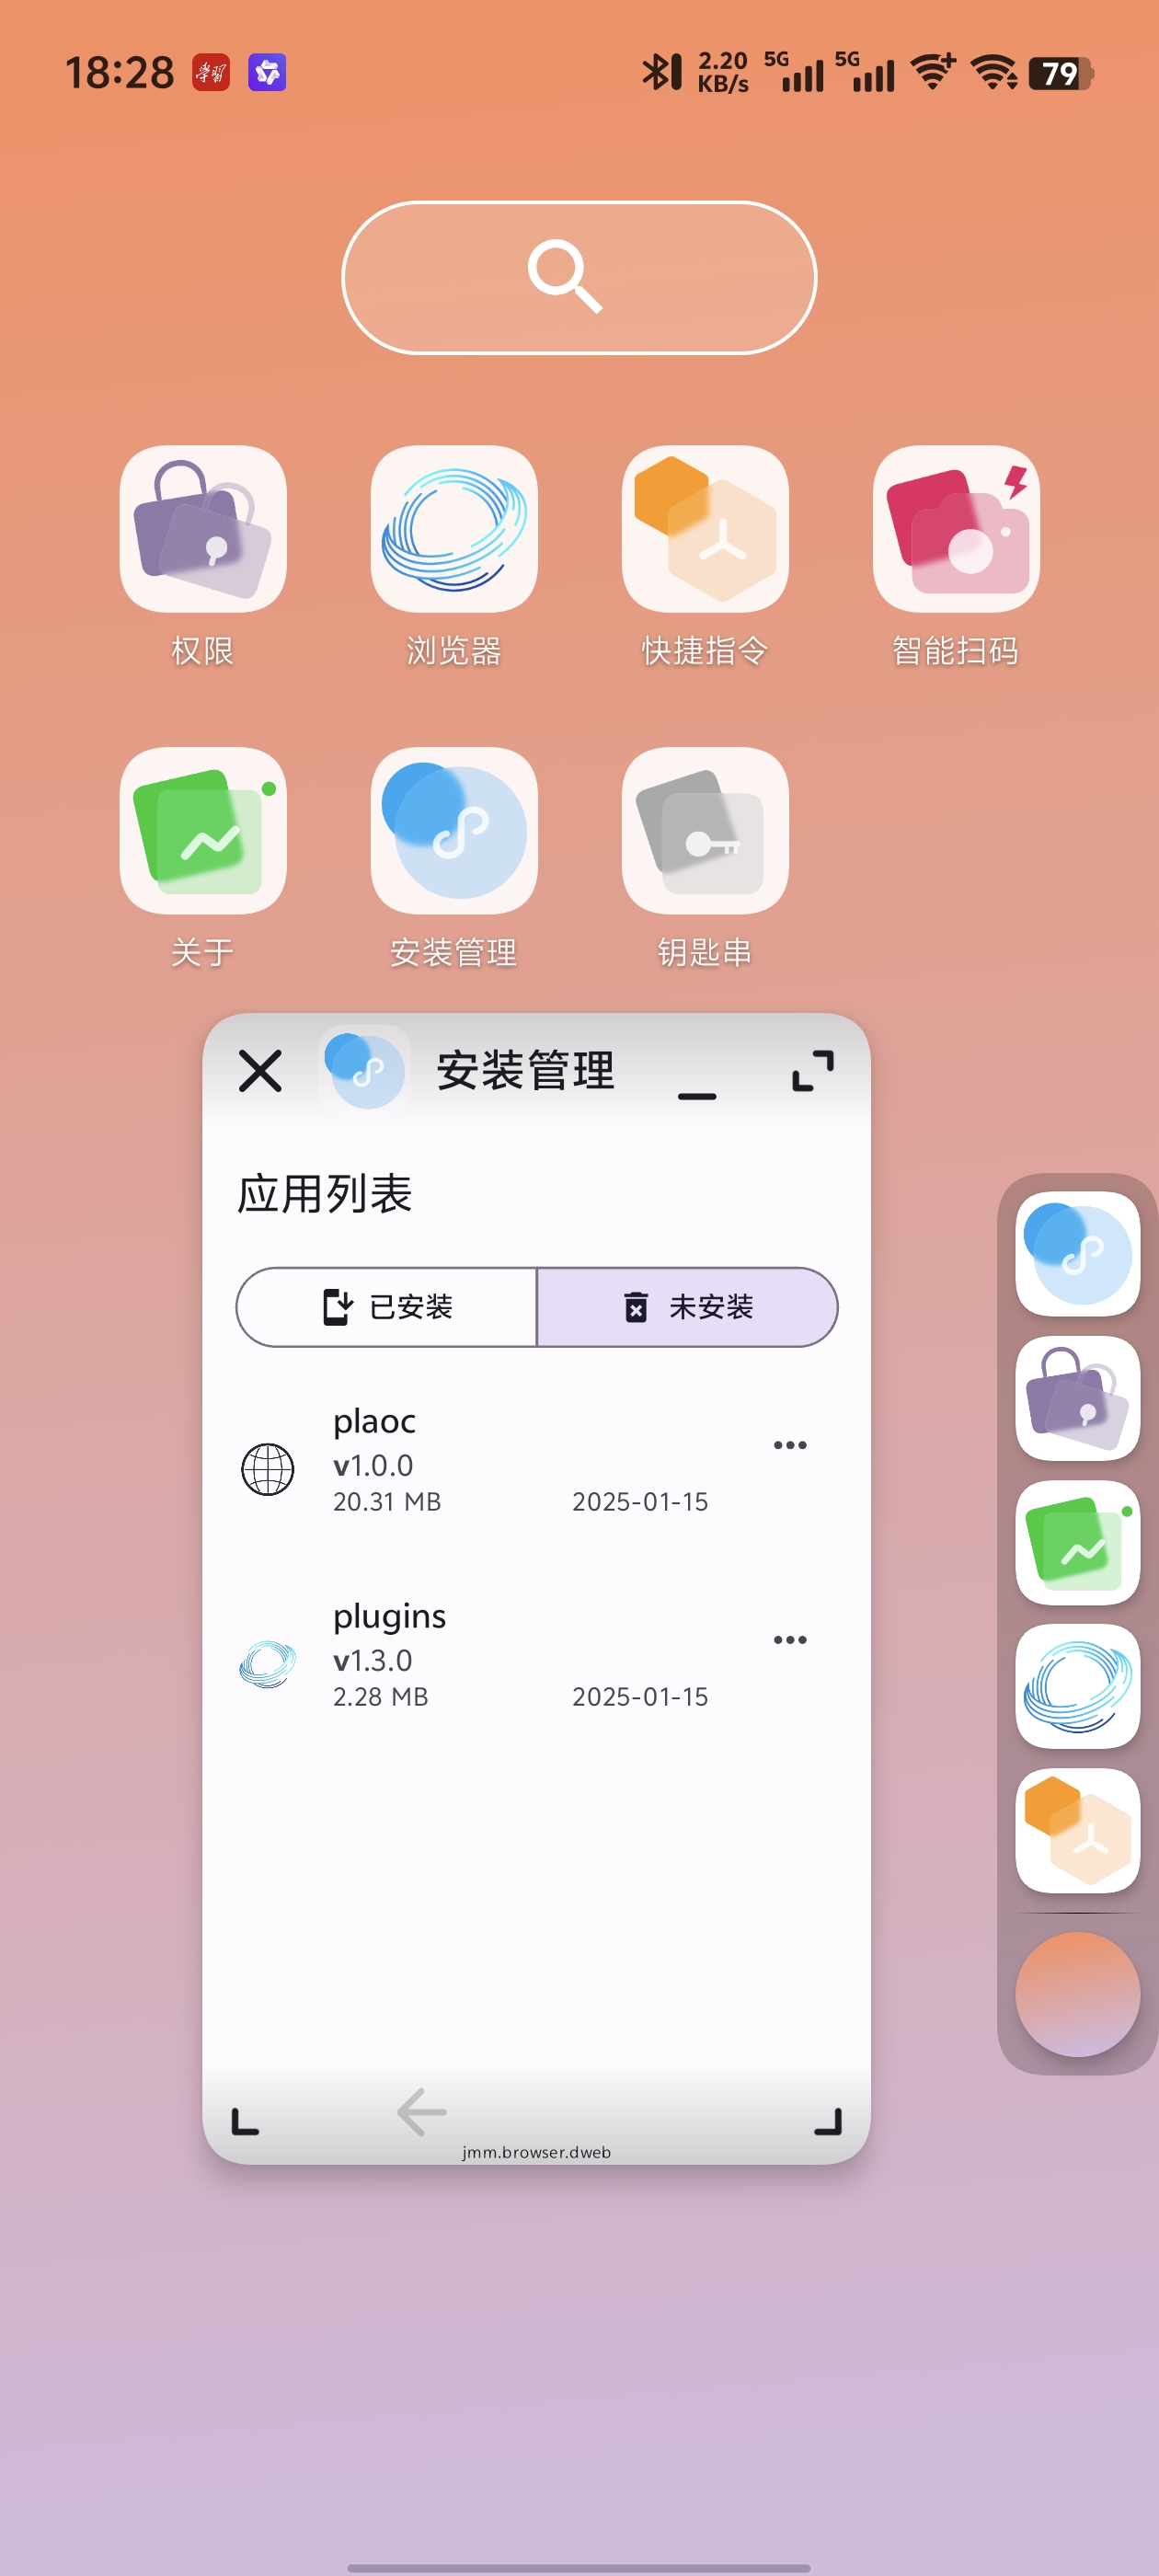 18:28 学習 2.20 KB/s 5G 5G 79
权限 浏览器 快捷指令 智能扫码
关于 安装管理 钥匙串
安装管理
应用列表
已安装 未安装
plaoc
v1.0.0
20.31 MB 2025-01-15
plugins
v1.3.0
2.28 MB 2025-01-15
jmm.browser.dweb